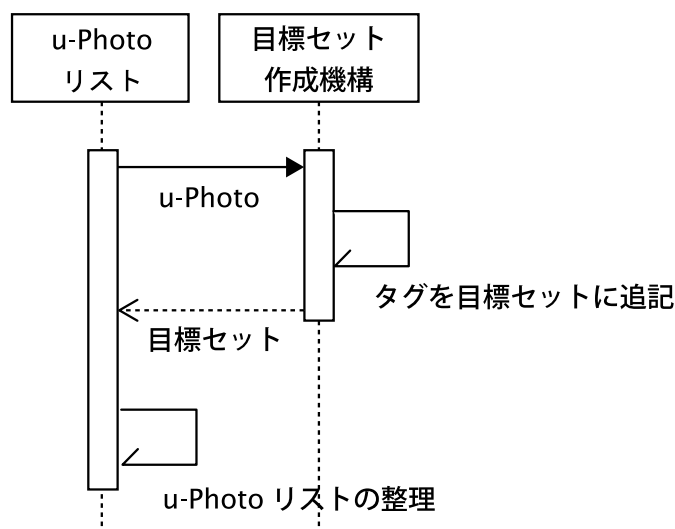 u-Photo
リスト
目標セット
作成機構
u-Photo
タグを目標セットに追記
目標セット
u-Photo リストの整理